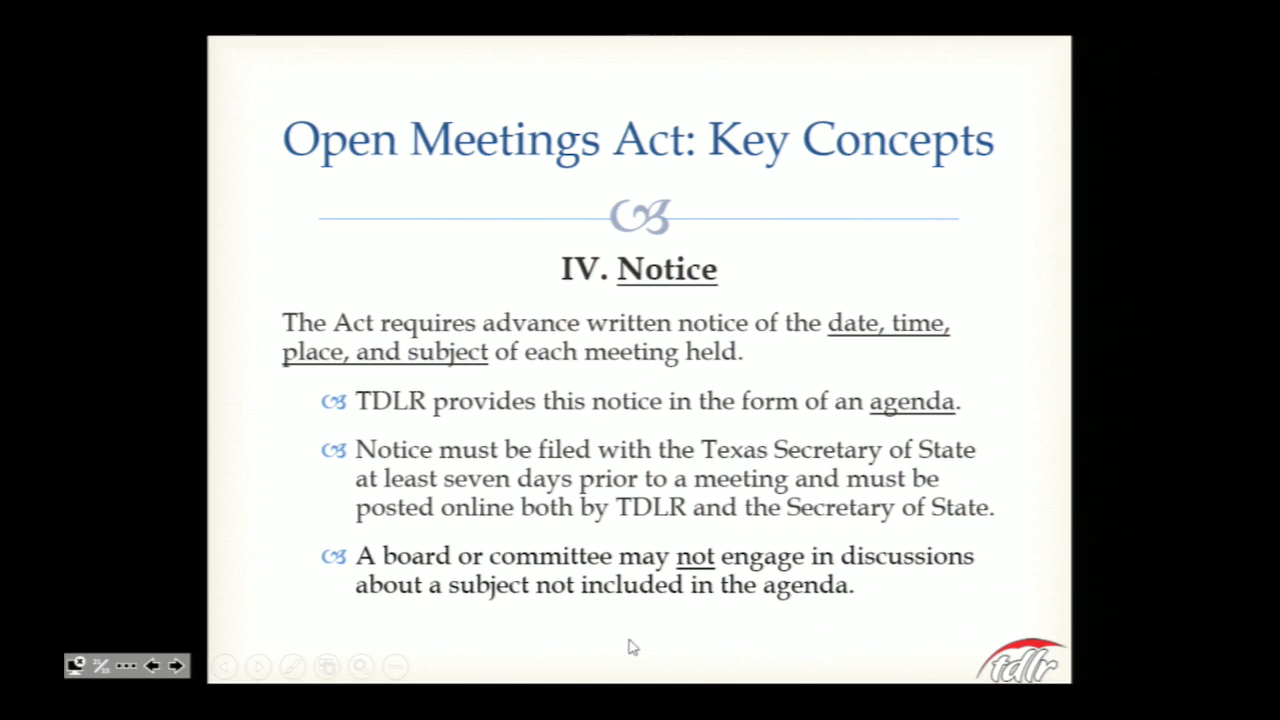 Open Meetings Act: Key Concepts
IV. Notice
The Act requires advance written notice of the date, time,
place, and subject of each meeting held.
TDLR provides this notice in the form of an agenda.
Notice must be filed with the Texas Secretary of State
at least seven days prior to a meeting and must be
posted online both by TDLR and the Secretary of State.
A board or committee may not engage in discussions
about a subject not included in the agenda.
tdlr